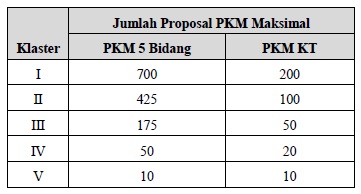 Jumlah Proposal PKM Maksimal
Klaster PKM 5 Bidang PKM KT
I 700 200
II 425 100
III 175 50
IV 50 20
V 10 10